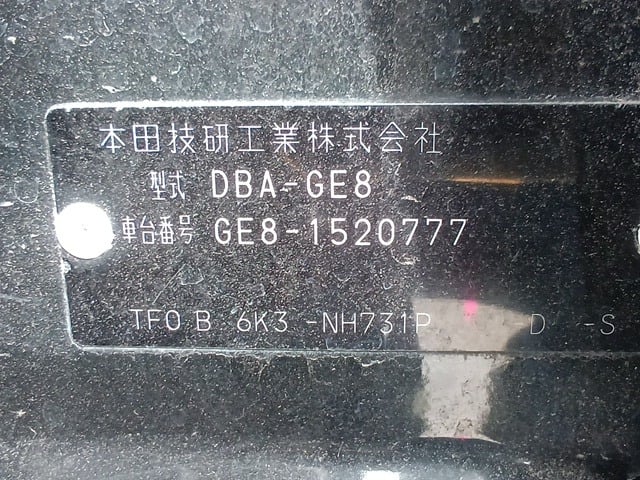 本田技研工業株式会社
型式 DBA-GE8
車台番号 GE8-1520777
TFO B 6K3 -NH731P -D -S